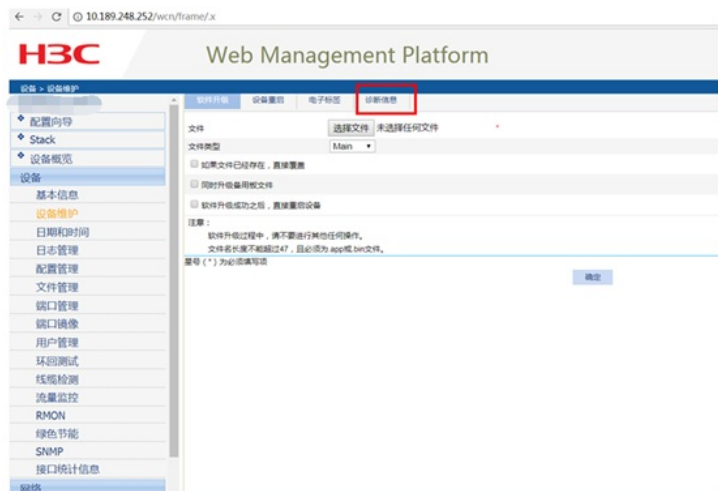 10.189.248.252/wcn/frame/.x
H3C Web Management Platform
设备 > 设备维护
软件升级 设备重启 电子标签 诊断信息
配置向导
Stack
设备概览
设备
基本信息
设备维护
日期和时间
日志管理
配置管理
文件管理
端口管理
端口镜像
用户管理
环回测试
线缆检测
流量监控
RMON
绿色节能
SNMP
接口统计信息
网络
文件 选择文件 未选择任何文件 *
文件类型 Main
如果文件已经存在，直接覆盖
同时升级备用板文件
软件升级成功之后，直接重启设备
注意：
软件升级过程中，请不要进行其他任何操作。
文件名长度不能超过47，且必须为.app或.bin文件。
星号 (*) 为必须填写项
确定